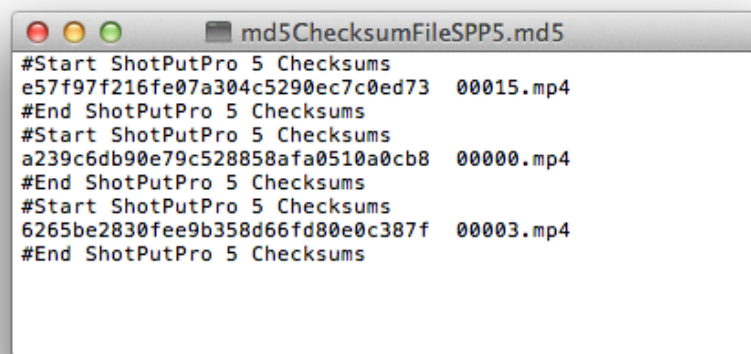 md5ChecksumFileSPP5.md5
#Start ShotPutPro 5 Checksums
e57f97f216fe07a304c5290ec7c0ed73  00015.mp4
#End ShotPutPro 5 Checksums
#Start ShotPutPro 5 Checksums
a239c6db90e79c528858afa0510a0cb8  00000.mp4
#End ShotPutPro 5 Checksums
#Start ShotPutPro 5 Checksums
6265be2830fee9b358d66fd80e0c387f  00003.mp4
#End ShotPutPro 5 Checksums